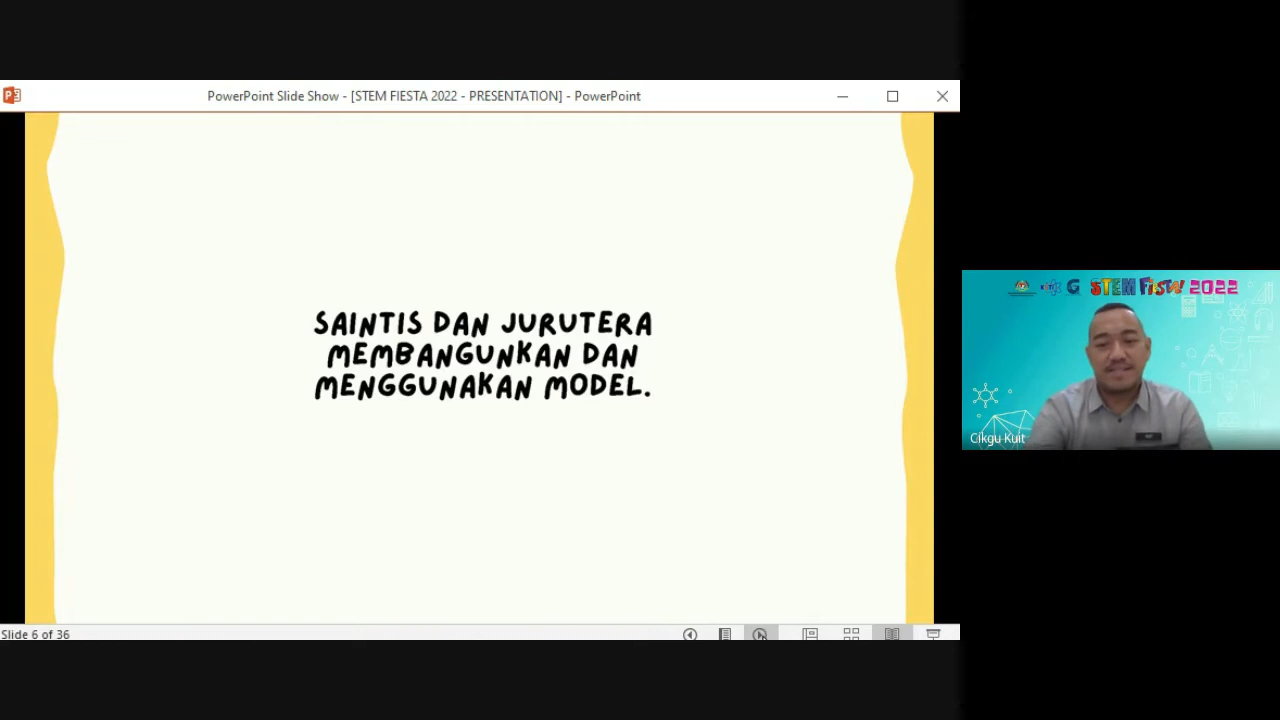 PowerPoint Slide Show - [STEM FIESTA 2022 - PRESENTATION] - PowerPoint
SAINTIS DAN JURUTERA
MEMBANGUNKAN DAN
MENGGUNAKAN MODEL.
STEM FiESTA! 2022
Cikgu Kuit
Slide 6 of 36